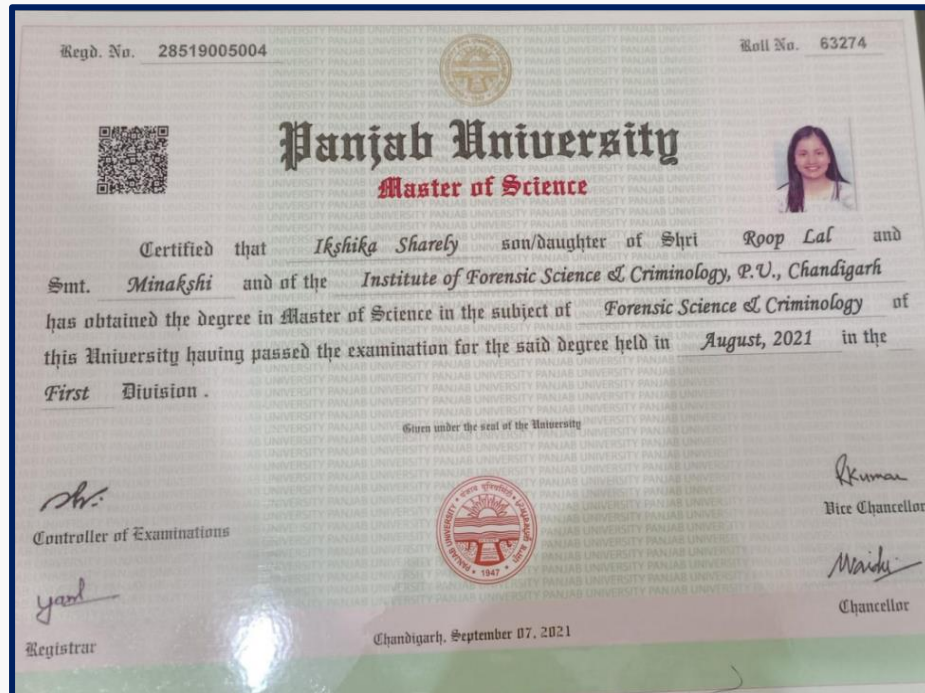 Regd. No. 28519005004
Roll No. 63274
Panjab University
Master of Science
Certified that Ikshika Sharely son/daughter of Shri Roop Lal and
Smt. Minakshi and of the Institute of Forensic Science & Criminology, P.U., Chandigarh
has obtained the degree in Master of Science in the subject of Forensic Science & Criminology of
this University having passed the examination for the said degree held in August, 2021 in the
First Division .
Given under the seal of the University
PANJAB UNIVERSITY
1947
Rkumar
Vice Chancellor
Controller of Examinations
Chancellor
Registrar
Chandigarh, September 07, 2021